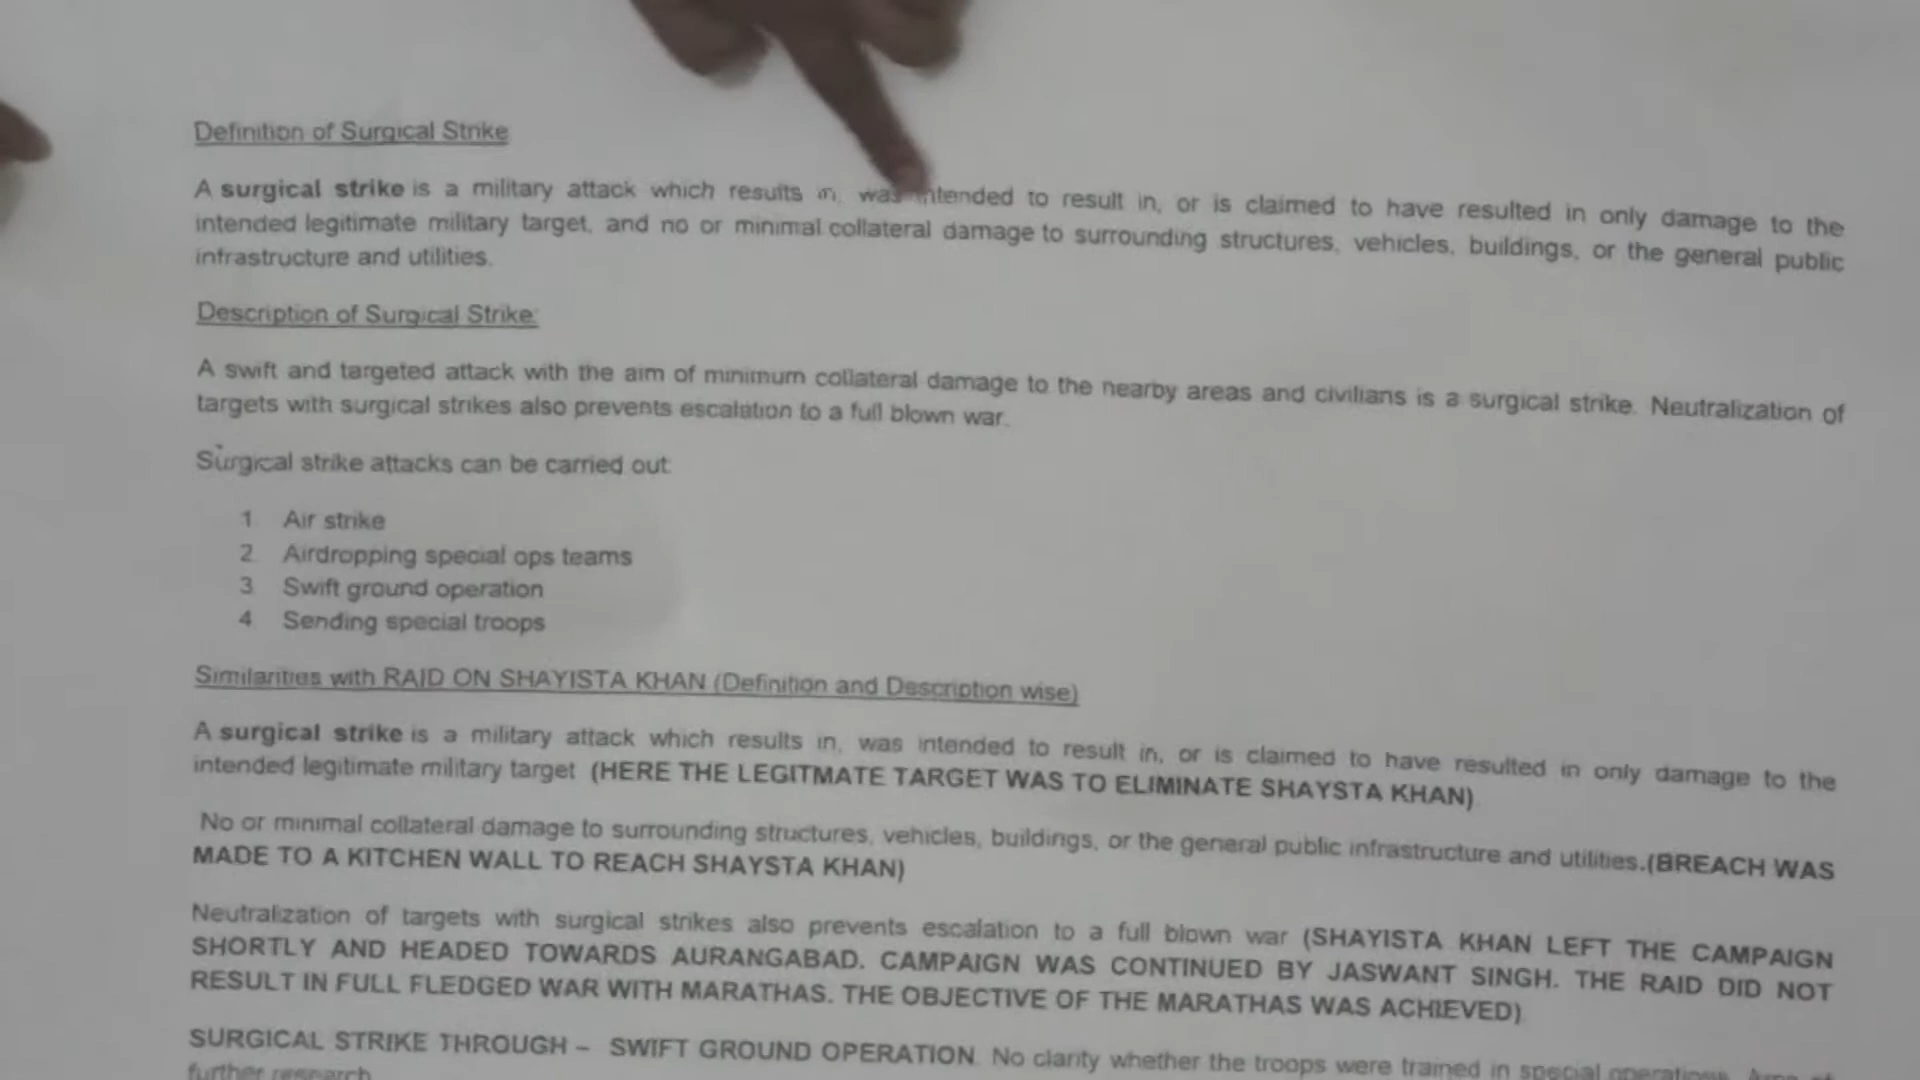 Definition of Surgical Strike
A surgical strike is a military attack which results in, was intended to result in, or is claimed to have resulted in only damage to the
intended legitimate military target, and no or minimal collateral damage to surrounding structures, vehicles, buildings, or the general public
infrastructure and utilities.
Description of Surgical Strike:
A swift and targeted attack with the aim of minimum collateral damage to the nearby areas and civilians is a surgical strike. Neutralization of
targets with surgical strikes also prevents escalation to a full blown war.
Surgical strike attacks can be carried out
1 Air strike
2 Airdropping special ops teams
3 Swift ground operation
4 Sending special troops
Similarities with RAID ON SHAYISTA KHAN (Definition and Description wise)
A surgical strike is a military attack which results in, was intended to result in, or is claimed to have resulted in only damage to the
intended legitimate military target (HERE THE LEGITMATE TARGET WAS TO ELIMINATE SHAYSTA KHAN)
No or minimal collateral damage to surrounding structures, vehicles, buildings, or the general public infrastructure and utilities.(BREACH WAS
MADE TO A KITCHEN WALL TO REACH SHAYSTA KHAN)
Neutralization of targets with surgical strikes also prevents escalation to a full blown war (SHAYISTA KHAN LEFT THE CAMPAIGN
SHORTLY AND HEADED TOWARDS AURANGABAD. CAMPAIGN WAS CONTINUED BY JASWANT SINGH. THE RAID DID NOT
RESULT IN FULL FLEDGED WAR WITH MARATHAS. THE OBJECTIVE OF THE MARATHAS WAS ACHIEVED)
SURGICAL STRIKE THROUGH – SWIFT GROUND OPERATION. No clarity whether the troops were trained in special operations.
further research